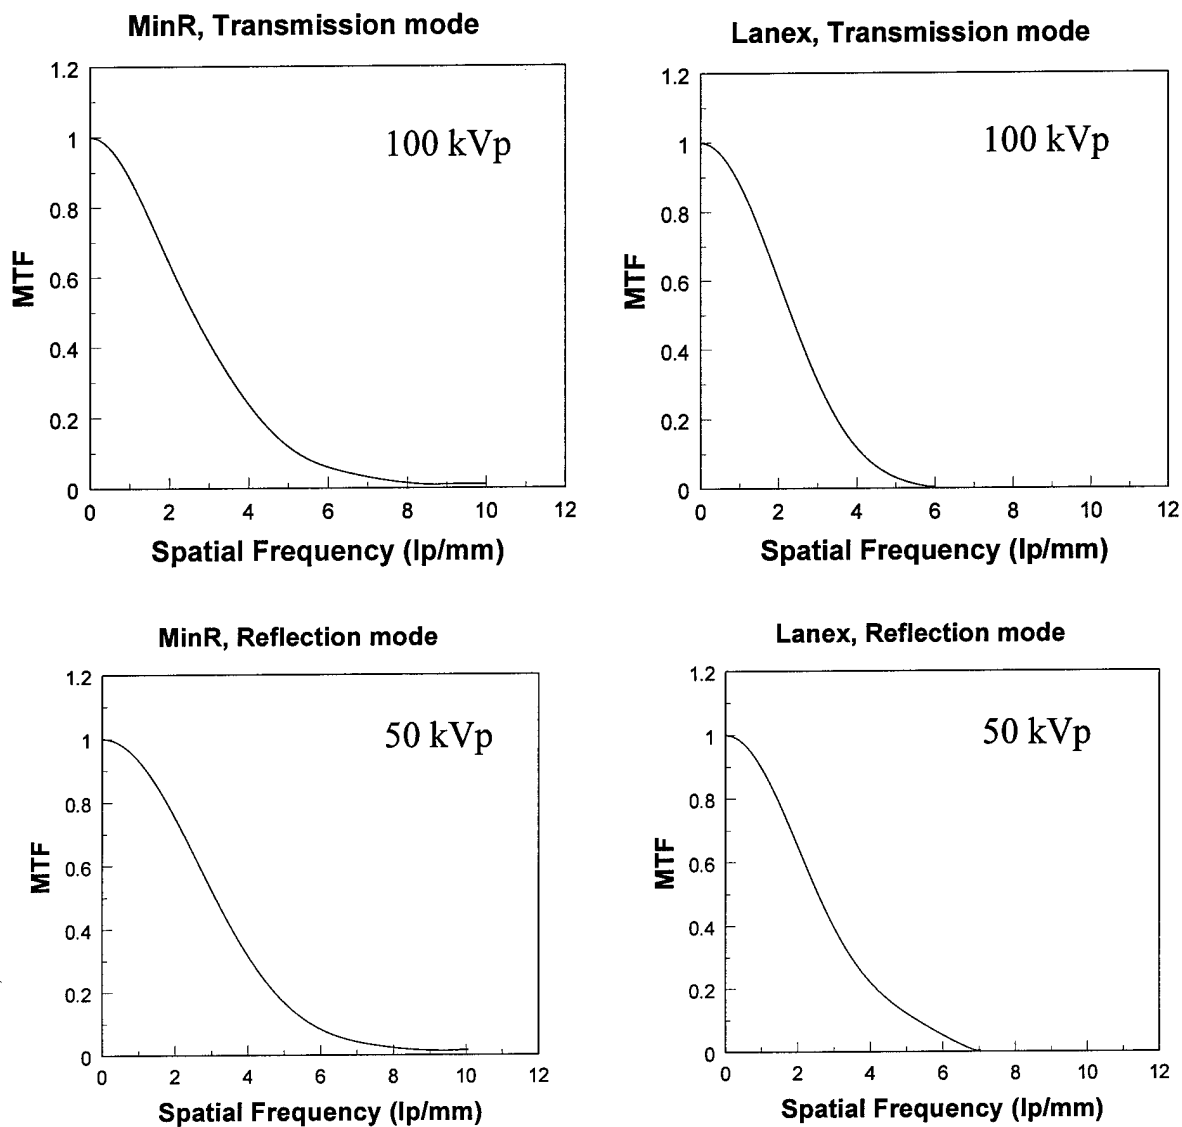 MinR, Transmission mode
1.2
1
0.8
0.6
0.4
0.2
0
MTF
100 kVp
0 2 4 6 8 10 12
Spatial Frequency (lp/mm)
Lanex, Transmission mode
1.2
1
0.8
0.6
0.4
0.2
0
MTF
100 kVp
0 2 4 6 8 10 12
Spatial Frequency (lp/mm)
MinR, Reflection mode
1.2
1
0.8
0.6
0.4
0.2
0
MTF
50 kVp
0 2 4 6 8 10 12
Spatial Frequency (lp/mm)
Lanex, Reflection mode
1.2
1
0.8
0.6
0.4
0.2
0
MTF
50 kVp
0 2 4 6 8 10 12
Spatial Frequency (lp/mm)